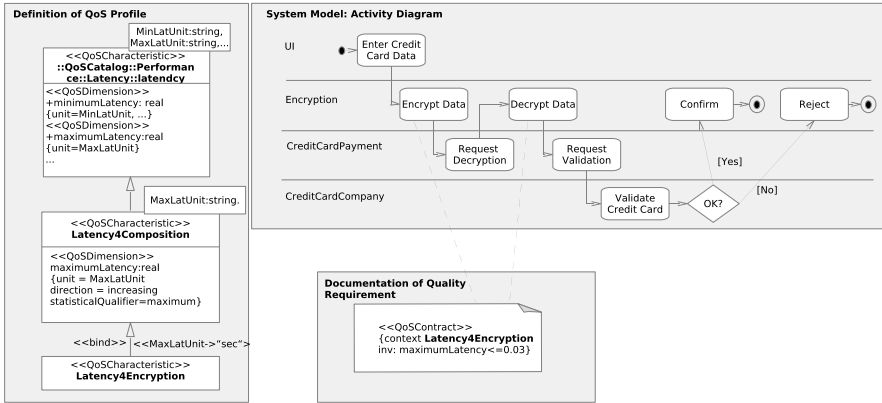 Definition of QoS Profile
MinLatUnit:string,
MaxLatUnit:string,...
<<QoSCharacteristic>>
::QoSCatalog::Performan
ce::Latency::latendcy
<<QoSDimension>>
+minimumLatency: real
{unit=MinLatUnit, ...}
<<QoSDimension>>
+maximumLatency:real
{unit=MaxLatUnit}
...
MaxLatUnit:string.
<<QoSCharacteristic>>
Latency4Composition
<<QoSDimension>>
maximumLatency:real
{unit = MaxLatUnit
direction = increasing
statisticalQualifier=maximum}
<<bind>> <<MaxLatUnit->“sec”>
<<QoSCharacteristic>>
Latency4Encryption
System Model: Activity Diagram
UI
Enter Credit
Card Data
Encryption
Encrypt Data
Decrypt Data
Confirm
Reject
CreditCardPayment
Request
Decryption
Request
Validation
[Yes]
[No]
CreditCardCompany
Validate
Credit Card
OK?
Documentation of Quality
Requirement
<<QoSContract>>
{context Latency4Encryption
inv: maximumLatency<=0.03}